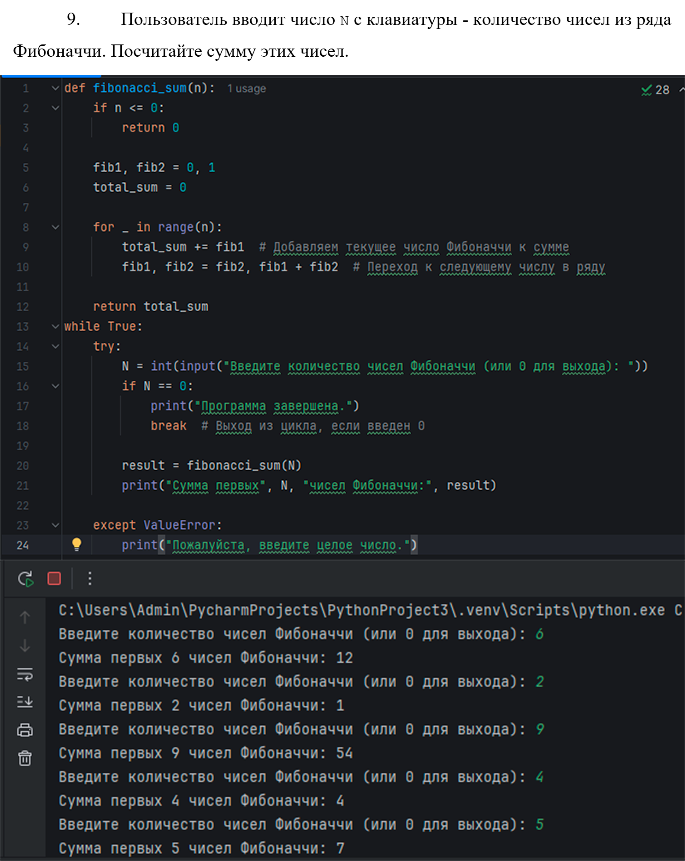 9. Пользователь вводит число N с клавиатуры - количество чисел из ряда
Фибоначчи. Посчитайте сумму этих чисел.
1 def fibonacci_sum(n): 1 usage 28
2 if n <= 0:
3 return 0
4
5 fib1, fib2 = 0, 1
6 total_sum = 0
7
8 for _ in range(n):
9 total_sum += fib1 # Добавляем текущее число Фибоначчи к сумме
10 fib1, fib2 = fib2, fib1 + fib2 # Переход к следующему числу в ряду
11
12 return total_sum
13 while True:
14 try:
15 N = int(input("Введите количество чисел Фибоначчи (или 0 для выхода): "))
16 if N == 0:
17 print("Программа завершена.")
18 break # Выход из цикла, если введен 0
19
20 result = fibonacci_sum(N)
21 print("Сумма первых", N, "чисел Фибоначчи:", result)
22
23 except ValueError:
24 print("Пожалуйста, введите целое число.")
C:\Users\Admin\PycharmProjects\PythonProject3\.venv\Scripts\python.exe C
Введите количество чисел Фибоначчи (или 0 для выхода): 6
Сумма первых 6 чисел Фибоначчи: 12
Введите количество чисел Фибоначчи (или 0 для выхода): 2
Сумма первых 2 чисел Фибоначчи: 1
Введите количество чисел Фибоначчи (или 0 для выхода): 9
Сумма первых 9 чисел Фибоначчи: 54
Введите количество чисел Фибоначчи (или 0 для выхода): 4
Сумма первых 4 чисел Фибоначчи: 4
Введите количество чисел Фибоначчи (или 0 для выхода): 5
Сумма первых 5 чисел Фибоначчи: 7